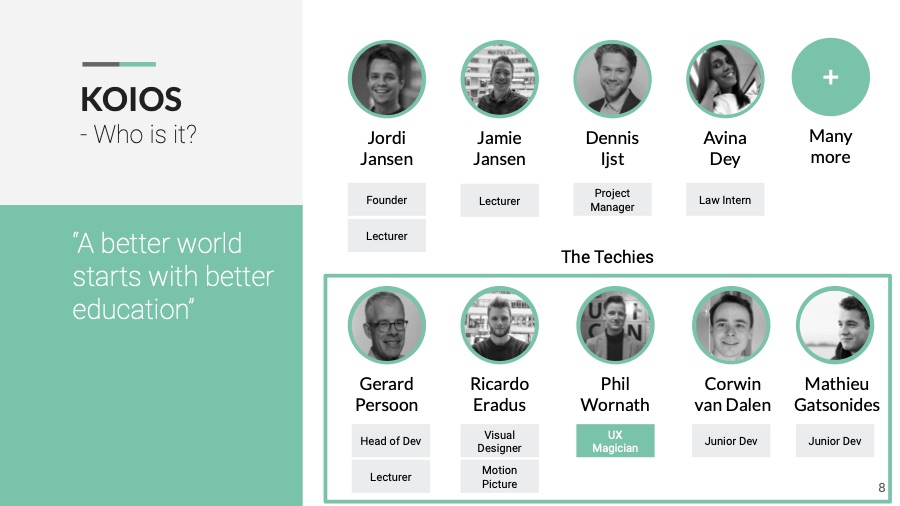 KOIOS
- Who is it?
“A better world
starts with better
education”
+
Jordi
Jansen
Founder
Lecturer
Jamie
Jansen
Lecturer
Dennis
Ijst
Project
Manager
Avina
Dey
Law Intern
Many
more
The Techies
Gerard
Persoon
Head of Dev
Lecturer
Ricardo
Eradus
Visual
Designer
Motion
Picture
Phil
Wornath
UX
Magician
Corwin
van Dalen
Junior Dev
Mathieu
Gatsonides
Junior Dev
8